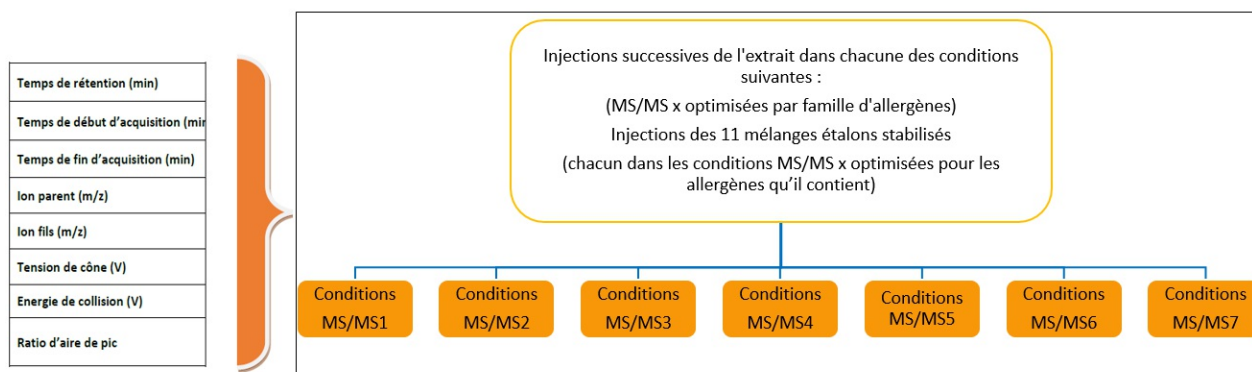 Temps de rétention (min)
Temps de début d'acquisition (min
Temps de fin d'acquisition (min)
Ion parent (m/z)
Ion fils (m/z)
Tension de cône (V)
Energie de collision (V)
Ratio d'aire de pic
Injections successives de l'extrait dans chacune des conditions
suivantes :
(MS/MS x optimisées par famille d'allergènes)
Injections des 11 mélanges étalons stabilisés
(chacun dans les conditions MS/MS x optimisées pour les
allergènes qu'il contient)
Conditions
MS/MS1
Conditions
MS/MS2
Conditions
MS/MS3
Conditions
MS/MS4
Conditions
MS/MS5
Conditions
MS/MS6
Conditions
MS/MS7